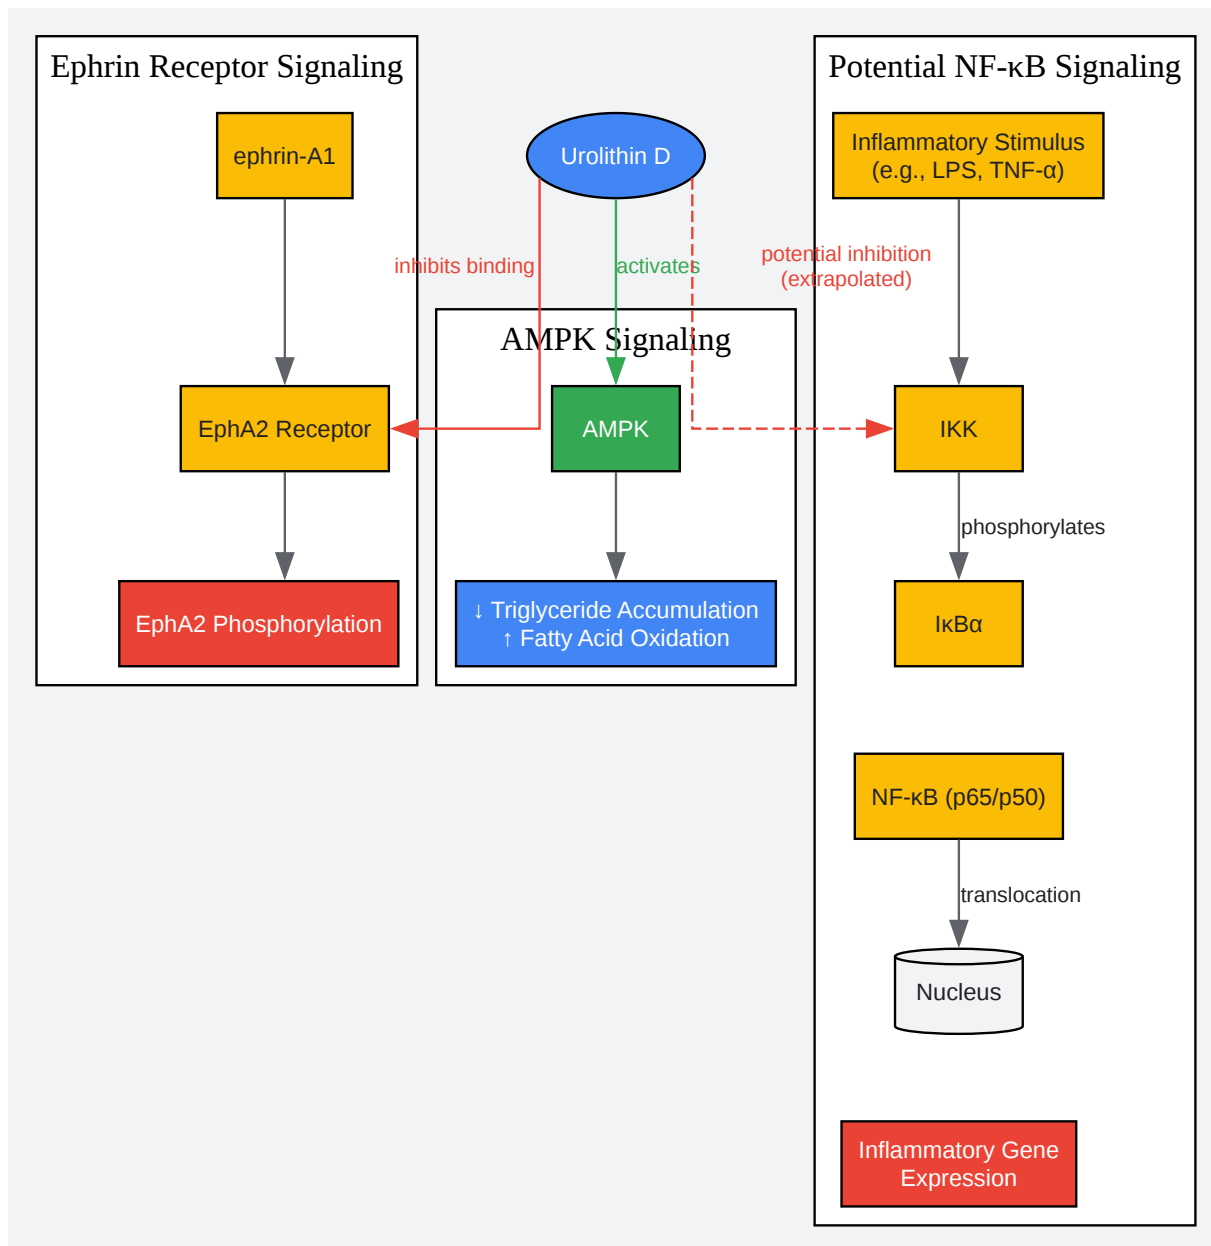 Ephrin Receptor Signaling
Potential NF-κB Signaling
ephrin-A1
Urolithin D
Inflammatory Stimulus
(e.g., LPS, TNF-α)
inhibits binding
activates
potential inhibition
(extrapolated)
AMPK Signaling
EphA2 Receptor
AMPK
IKK
phosphorylates
EphA2 Phosphorylation
↓ Triglyceride Accumulation
↑ Fatty Acid Oxidation
IκBα
NF-κB (p65/p50)
translocation
Nucleus
Inflammatory Gene
Expression